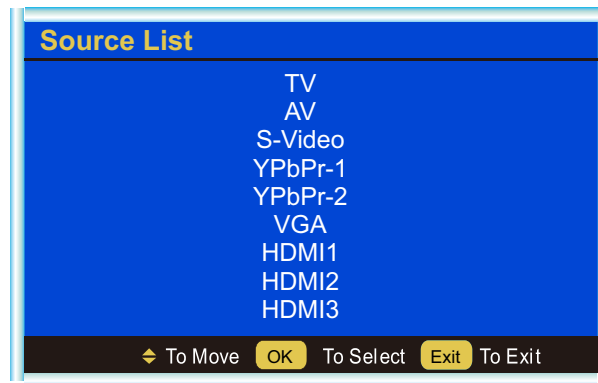 Source List
TV
AV
S-Video
YPbPr-1
YPbPr-2
VGA
HDMI1
HDMI2
HDMI3
To Move OK To Select Exit To Exit